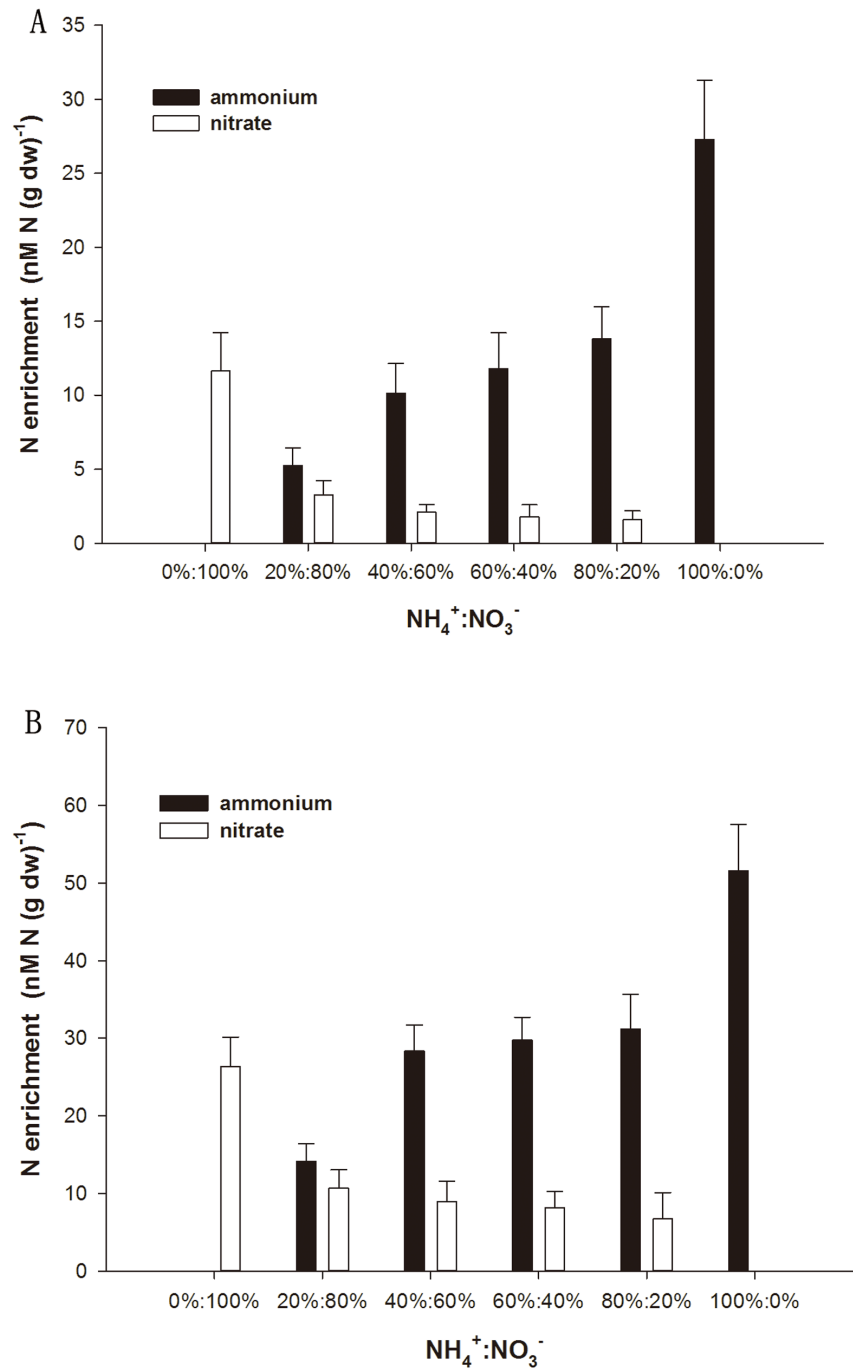 A
35
30
25
20
15
10
5
0
N enrichment (nM N (g dw)⁻¹)
ammonium
nitrate
0%:100% 20%:80% 40%:60% 60%:40% 80%:20% 100%:0%
NH₄⁺:NO₃⁻
B
70
60
50
40
30
20
10
0
N enrichment (nM N (g dw)⁻¹)
ammonium
nitrate
0%:100% 20%:80% 40%:60% 60%:40% 80%:20% 100%:0%
NH₄⁺:NO₃⁻